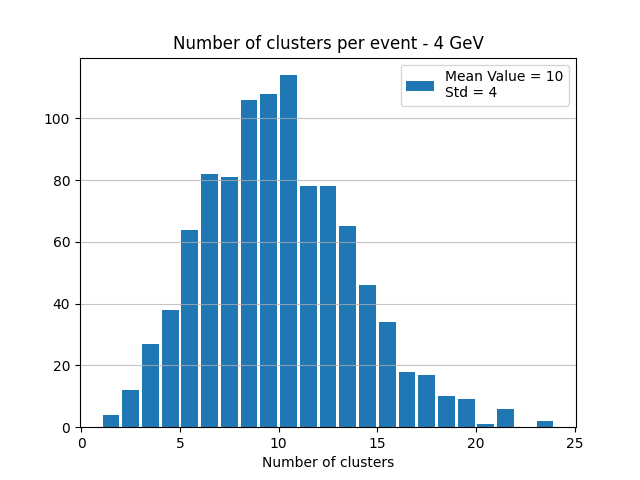 Number of clusters per event - 4 GeV
Mean Value = 10
Std = 4
100
80
60
40
20
0
0 5 10 15 20 25
Number of clusters